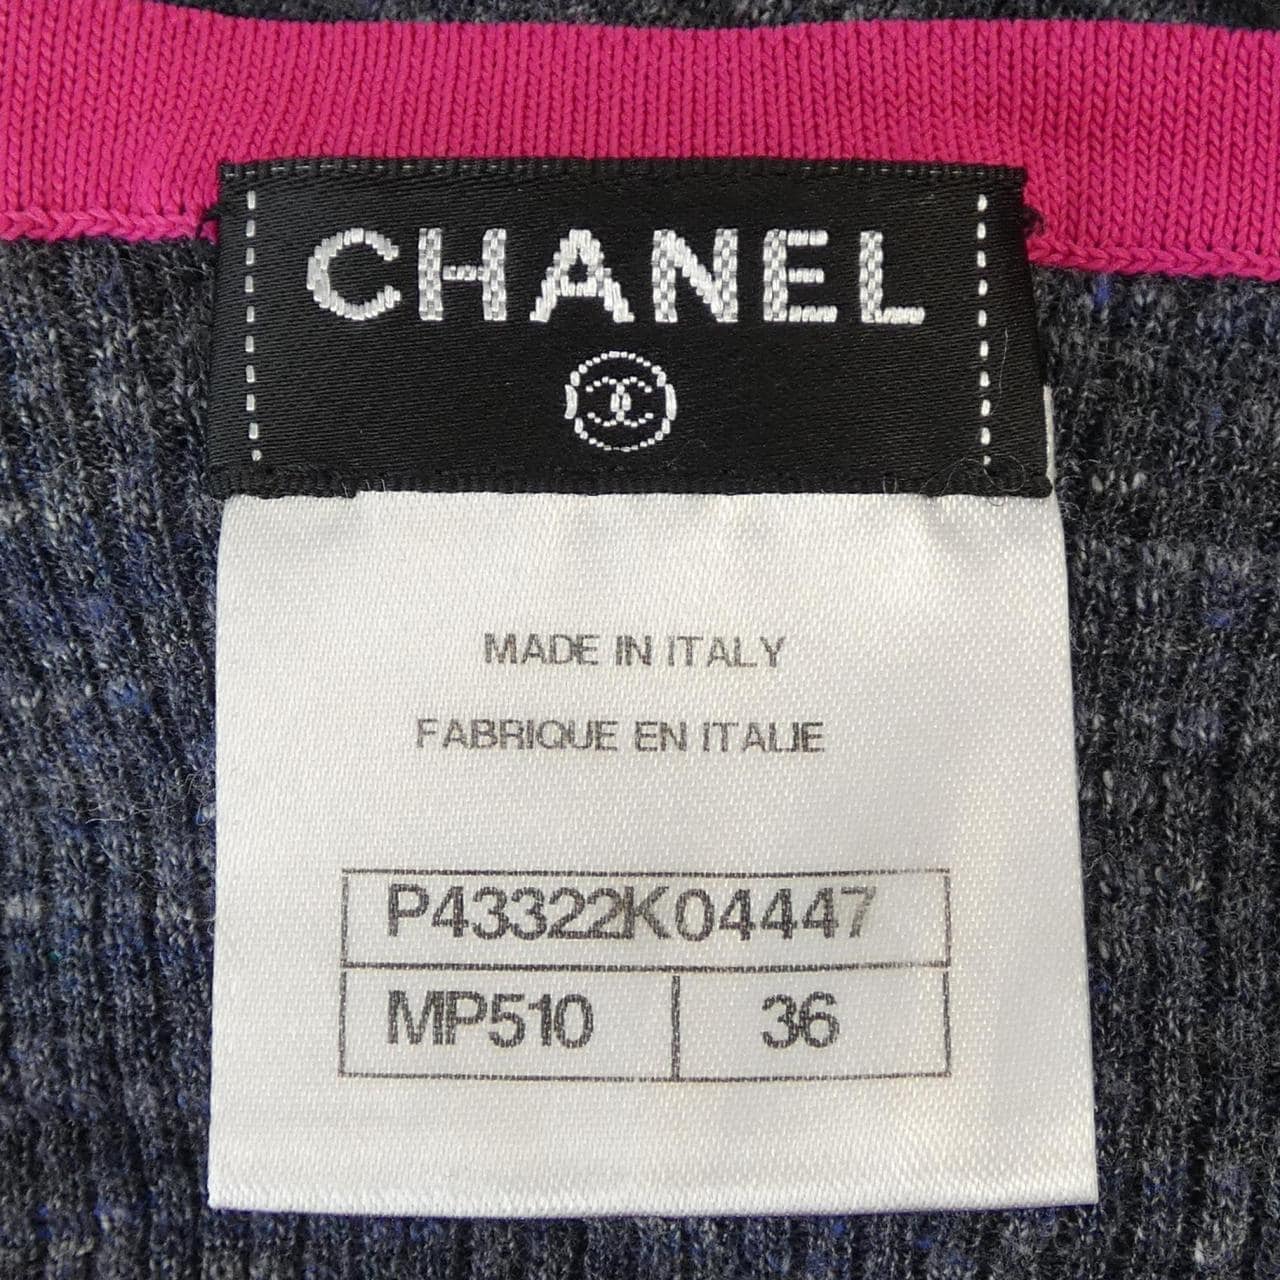 CHANEL
MADE IN ITALY
FABRIQUE EN ITALIE
P43322K04447
MP510 36